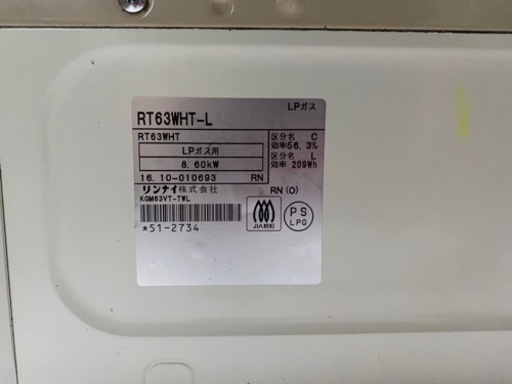 LPガス
RT63WHT-L
RT63WHT
LPガス用
8.60kW
区分名 C
効率56.3%
区分名 L
効率 209Wh
16.10-010693 RN
リンナイ株式会社 RN(O)
KGM63VT-TWL
*51-2734
JIA認証
PS
LPG